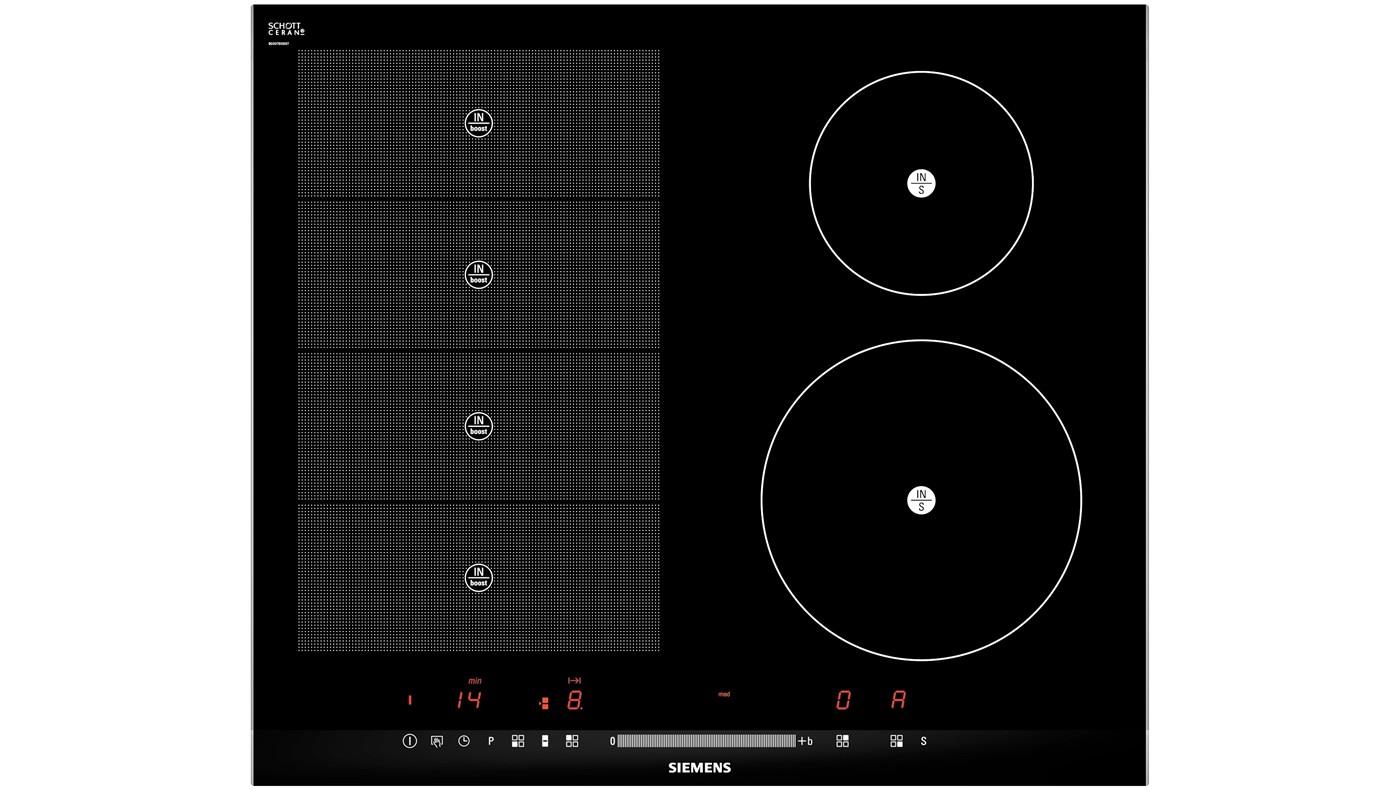 SCHOTT
CERAN®
IN
boost
IN
S
IN
boost
IN
boost
IN
S
IN
boost
min
14
8.
med
0
A
P
0
+b
S
SIEMENS